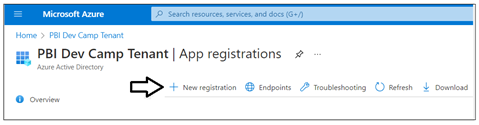 Microsoft Azure
Search resources, services, and docs (G+/)
Home > PBI Dev Camp Tenant
PBI Dev Camp Tenant | App registrations
Azure Active Directory
New registration Endpoints Troubleshooting Refresh Download
Overview